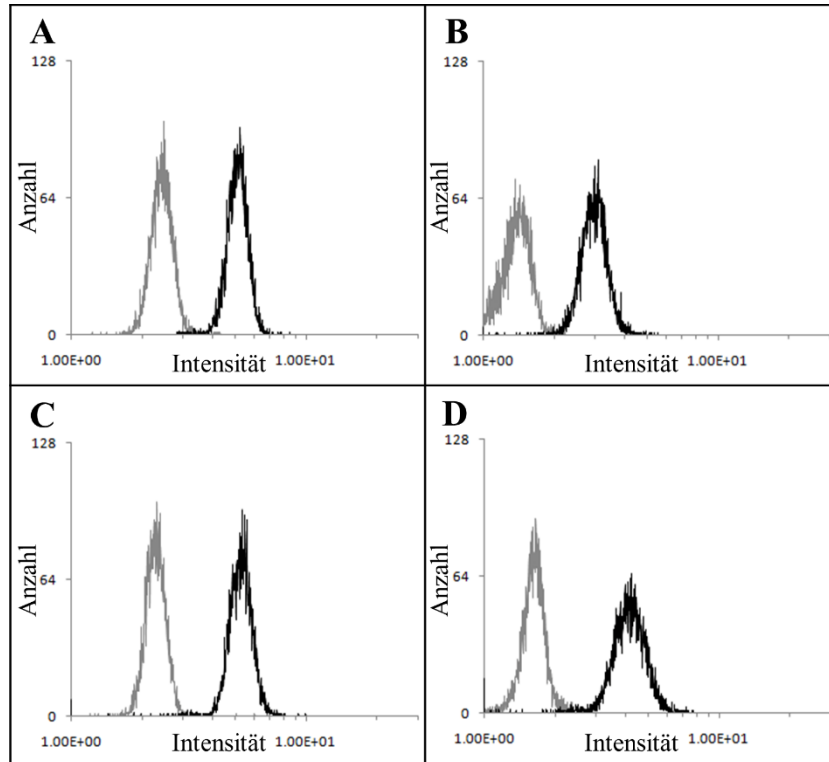 A
128
Anzahl
64
0
1.00E+00
Intensität
1.00E+01
B
128
Anzahl
64
0
1.00E+00
Intensität
1.00E+01
C
128
Anzahl
64
0
1.00E+00
Intensität
1.00E+01
D
128
Anzahl
64
0
1.00E+00
Intensität
1.00E+01